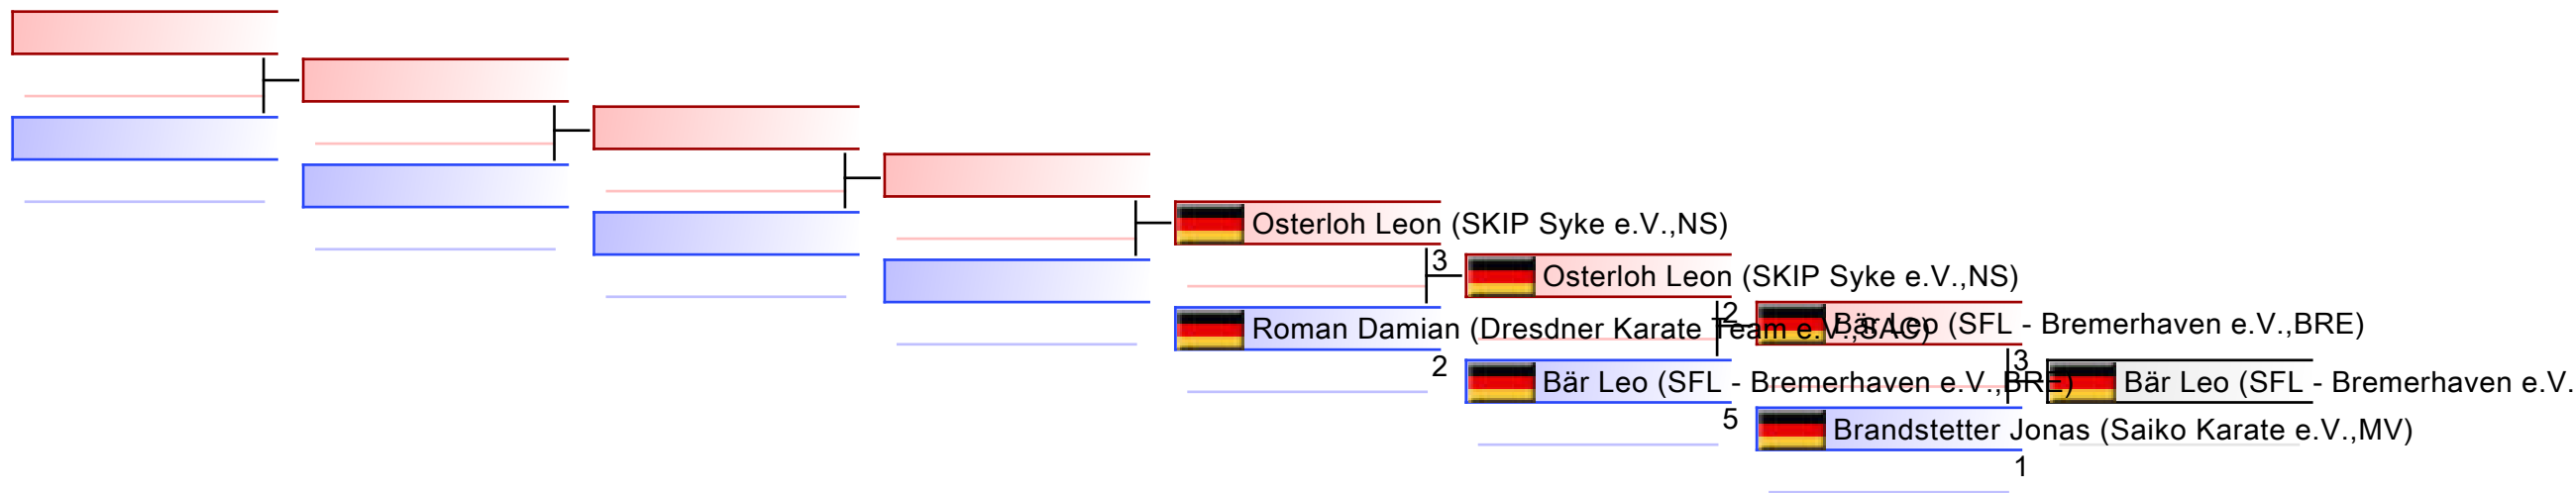 Osterloh Leon (SKIP Syke e.V.,NS)
3
Osterloh Leon (SKIP Syke e.V.,NS)
2
Roman Damian (Dresdner Karate Team e.V.,SAC)
Bär Leo (SFL - Bremerhaven e.V.,BRE)
2
3
Bär Leo (SFL - Bremerhaven e.V.,BRE)
Bär Leo (SFL - Bremerhaven e.V.
5
Brandstetter Jonas (Saiko Karate e.V.,MV)
1